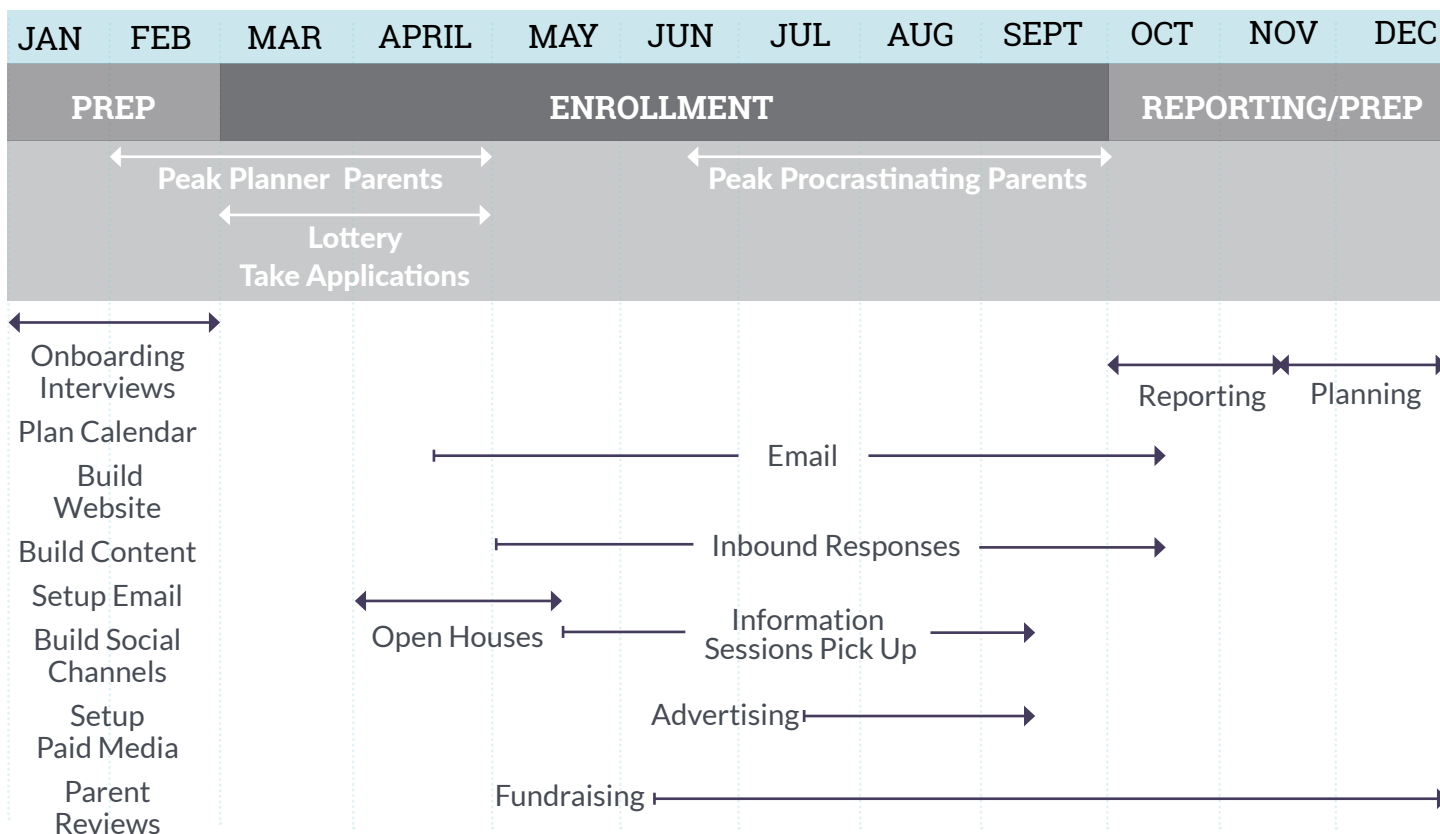 JAN FEB MAR APRIL MAY JUN JUL AUG SEPT OCT NOV DEC
PREP ENROLLMENT REPORTING/PREP
Peak Planner Parents
Peak Procrastinating Parents
Lottery
Take Applications
Onboarding
Interviews
Plan Calendar
Build
Website
Build Content
Setup Email
Build Social
Channels
Setup
Paid Media
Parent
Reviews
Reporting
Planning
Email
Inbound Responses
Open Houses
Information
Sessions Pick Up
Advertising
Fundraising